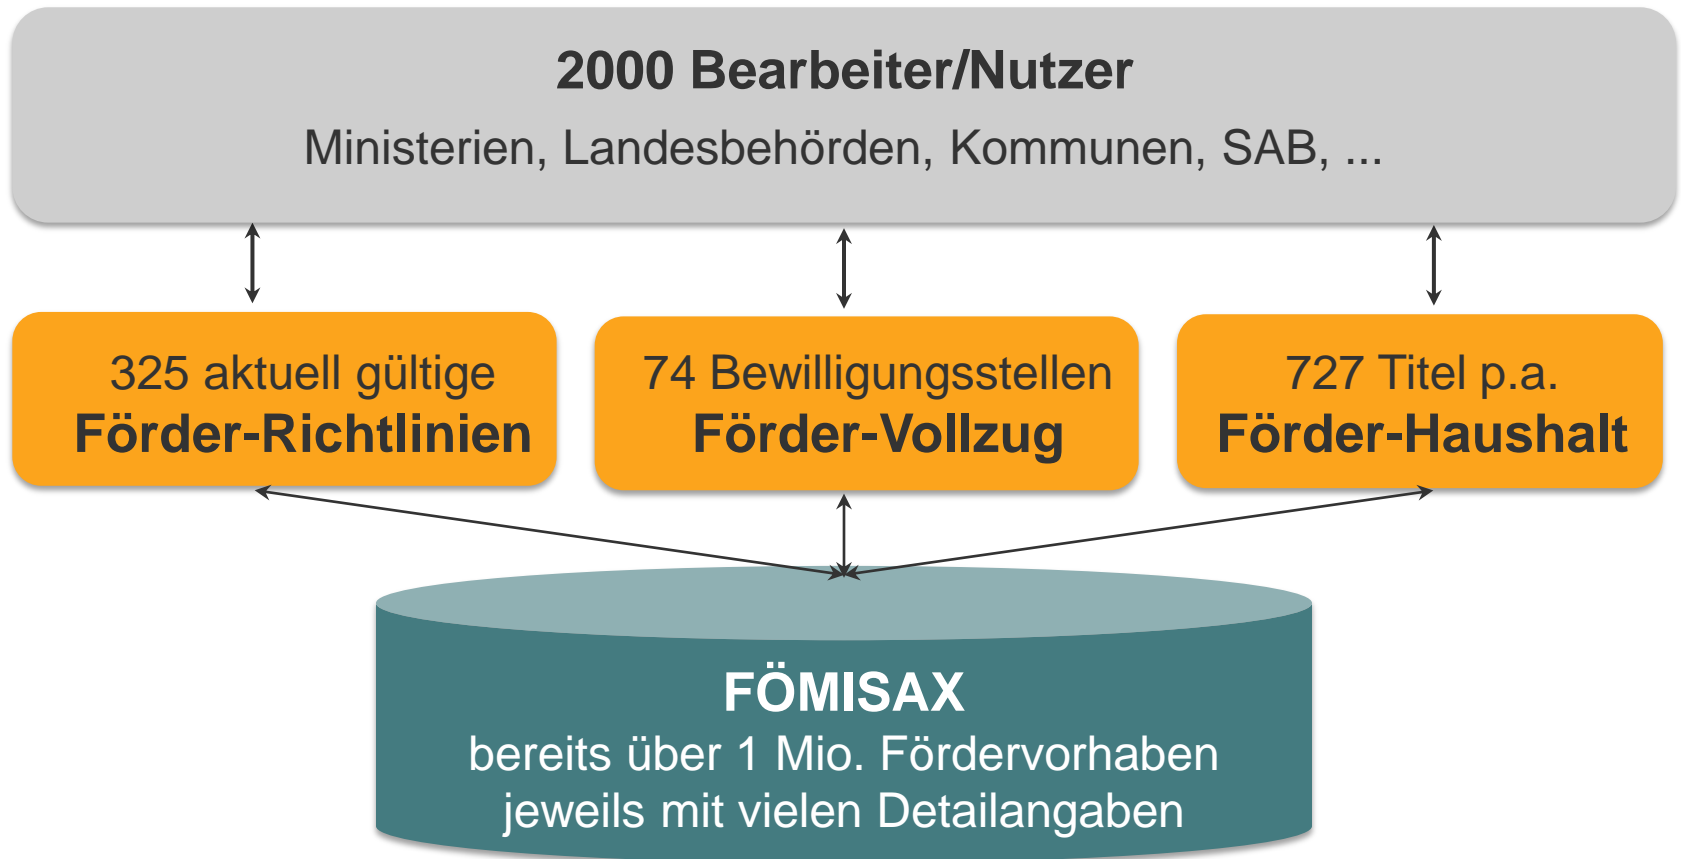 2000 Bearbeiter/Nutzer
Ministerien, Landesbehörden, Kommunen, SAB, ...
325 aktuell gültige
Förder-Richtlinien
74 Bewilligungsstellen
Förder-Vollzug
727 Titel p.a.
Förder-Haushalt
FÖMISAX
bereits über 1 Mio. Fördervorhaben
jeweils mit vielen Detailangaben